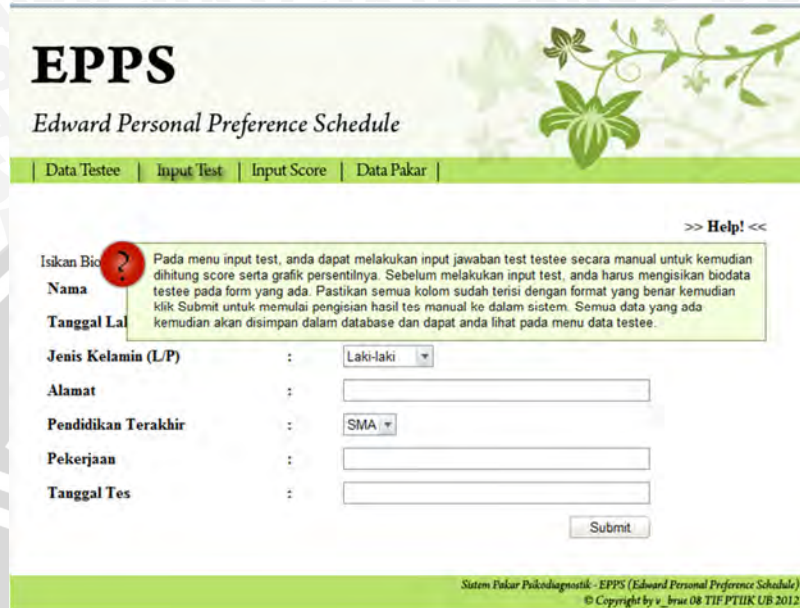 EPPS
Edward Personal Preference Schedule
| Data Testee | Input Test | Input Score | Data Pakar |
>> Help! <<
Isikan Bio
?
Pada menu input test, anda dapat melakukan input jawaban test testee secara manual untuk kemudian
dihitung score serta grafik persentilnya. Sebelum melakukan input test, anda harus mengisikan biodata
testee pada form yang ada. Pastikan semua kolom sudah terisi dengan format yang benar kemudian
klik Submit untuk memulai pengisian hasil tes manual ke dalam sistem. Semua data yang ada
kemudian akan disimpan dalam database dan dapat anda lihat pada menu data testee.
Nama
Tanggal Lal
Jenis Kelamin (L/P) : Laki-laki
Alamat :
Pendidikan Terakhir : SMA
Pekerjaan :
Tanggal Tes :
Submit
Sistem Pakar Psikodiagnostik - EPPS (Edward Personal Preference Schedule)
© Copyright by v_brue 08 TIF PTIIK UB 2012